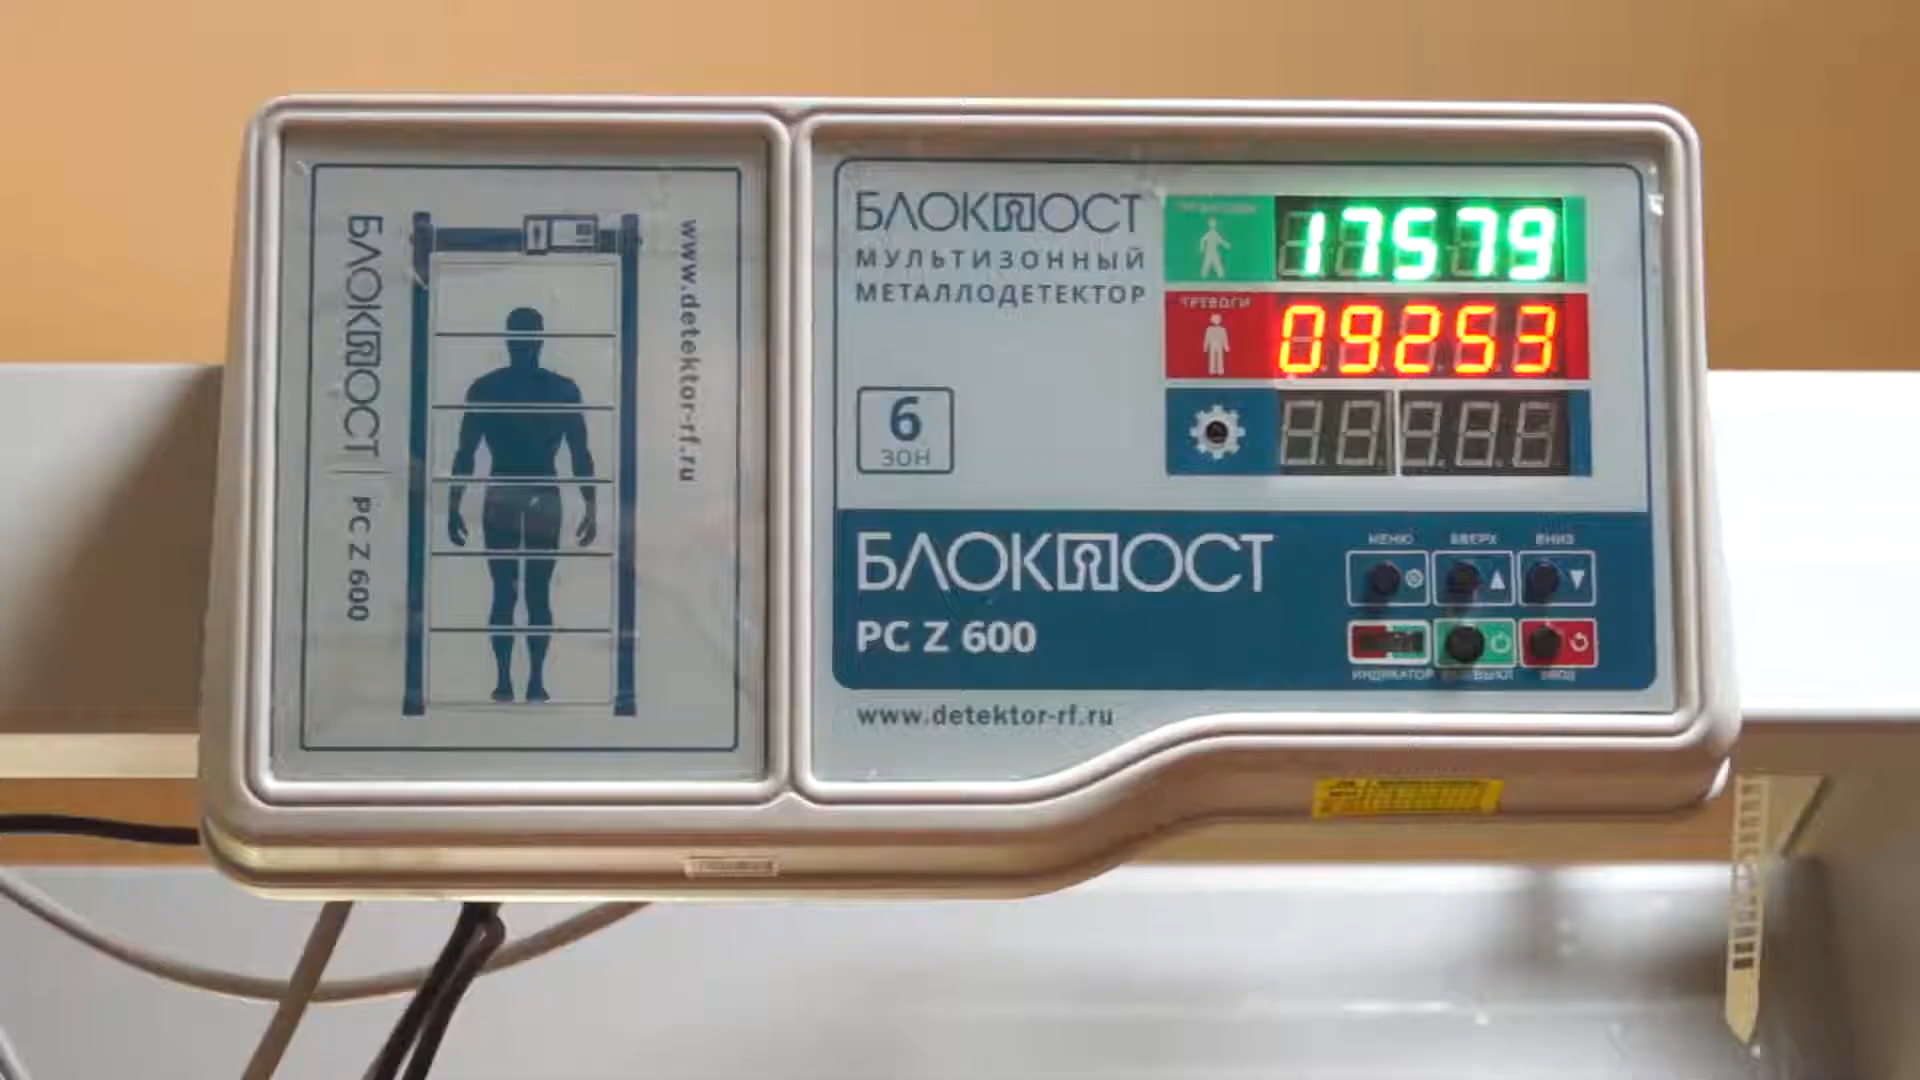 БЛОКПОСТ | PC Z 600
www.detektor-rf.ru
БЛОКПОСТ
МУЛЬТИЗОННЫЙ
МЕТАЛЛОДЕТЕКТОР
6
ЗОН
17579
ТРЕВОГИ
09253
БЛОКПОСТ
PC Z 600
МЕНЮ ВВЕРХ ВНИЗ
ИНДИКАТОР ВЫКЛ ВВОД
www.detektor-rf.ru